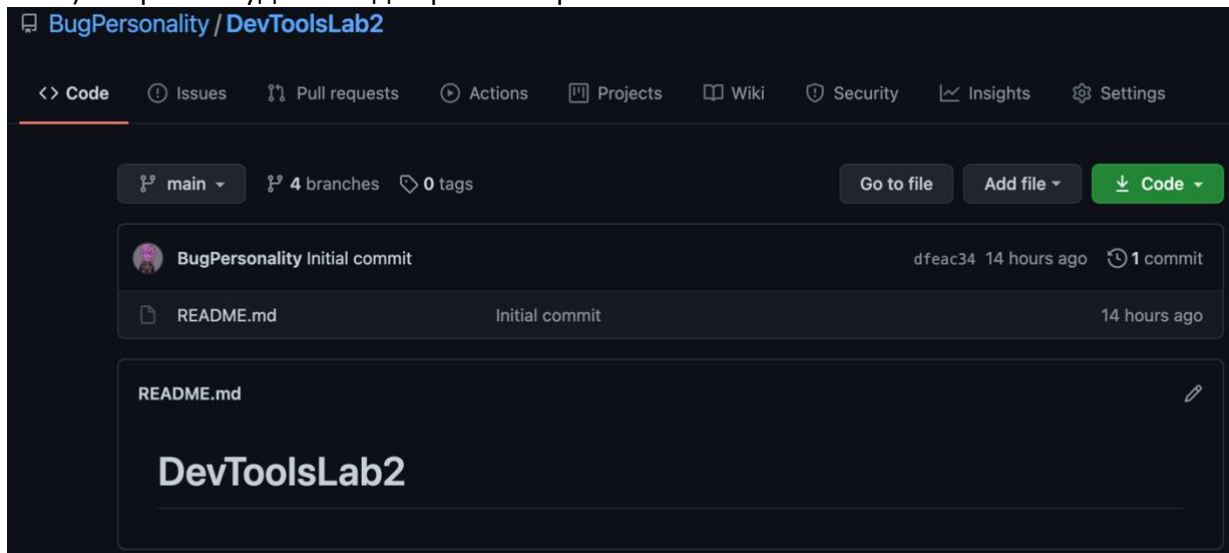 BugPersonality / DevToolsLab2
<> Code Issues Pull requests Actions Projects Wiki Security Insights Settings
main 4 branches 0 tags Go to file Add file Code
BugPersonality Initial commit dfeac34 14 hours ago 1 commit
README.md Initial commit 14 hours ago
README.md
DevToolsLab2